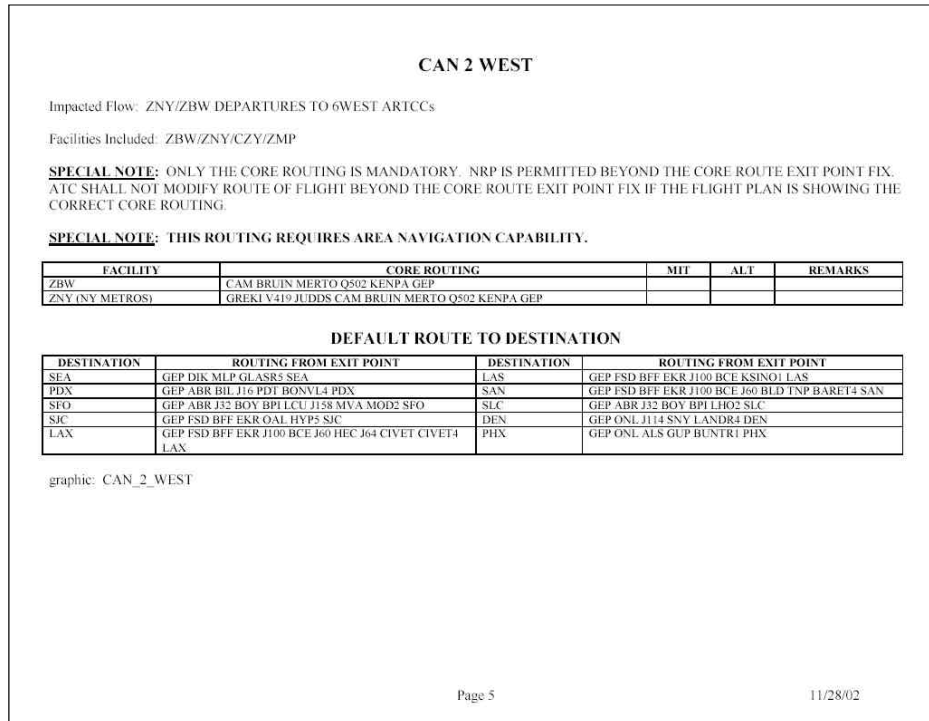 CAN 2 WEST
Impacted Flow: ZNY/ZBW DEPARTURES TO 6WEST ARTCCs
Facilities Included: ZBW/ZNY/CZY/ZMP
SPECIAL NOTE: ONLY THE CORE ROUTING IS MANDATORY. NRP IS PERMITTED BEYOND THE CORE ROUTE EXIT POINT FIX.
ATC SHALL NOT MODIFY ROUTE OF FLIGHT BEYOND THE CORE ROUTE EXIT POINT FIX IF THE FLIGHT PLAN IS SHOWING THE
CORRECT CORE ROUTING.
SPECIAL NOTE: THIS ROUTING REQUIRES AREA NAVIGATION CAPABILITY.
FACILITY CORE ROUTING MIT ALT REMARKS
ZBW CAM BRUIN MERTO Q502 KENPA GEP
ZNY (NY METROS) GREKI V419 JUDDS CAM BRUIN MERTO Q502 KENPA GEP
DEFAULT ROUTE TO DESTINATION
DESTINATION ROUTING FROM EXIT POINT DESTINATION ROUTING FROM EXIT POINT
SEA GEP DIK MLP GLASR5 SEA LAS GEP FSD BFF EKR J100 BCE KSINO1 LAS
PDX GEP ABR BIL J16 PDT BONVL4 PDX SAN GEP FSD BFF EKR J100 BCE J60 BLD TNP BARET4 SAN
SFO GEP ABR J32 BOY BPI LCU J158 MVA MOD2 SFO SLC GEP ABR J32 BOY BPI LHO2 SLC
SJC GEP FSD BFF EKR OAL HYP5 SJC DEN GEP ONL J114 SNY LANDR4 DEN
LAX GEP FSD BFF EKR J100 BCE J60 HEC J64 CIVET CIVET4 PHX GEP ONL ALS GUP BUNTR1 PHX
LAX
graphic: CAN_2_WEST
Page 5 11/28/02